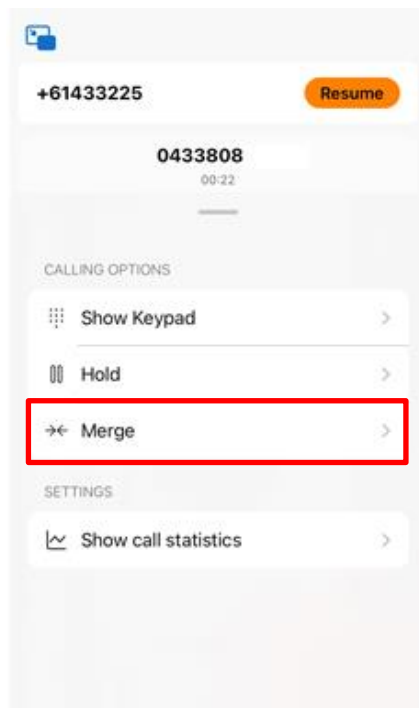 +61433225 Resume
0433808
00:22
CALLING OPTIONS
Show Keypad
Hold
Merge
SETTINGS
Show call statistics